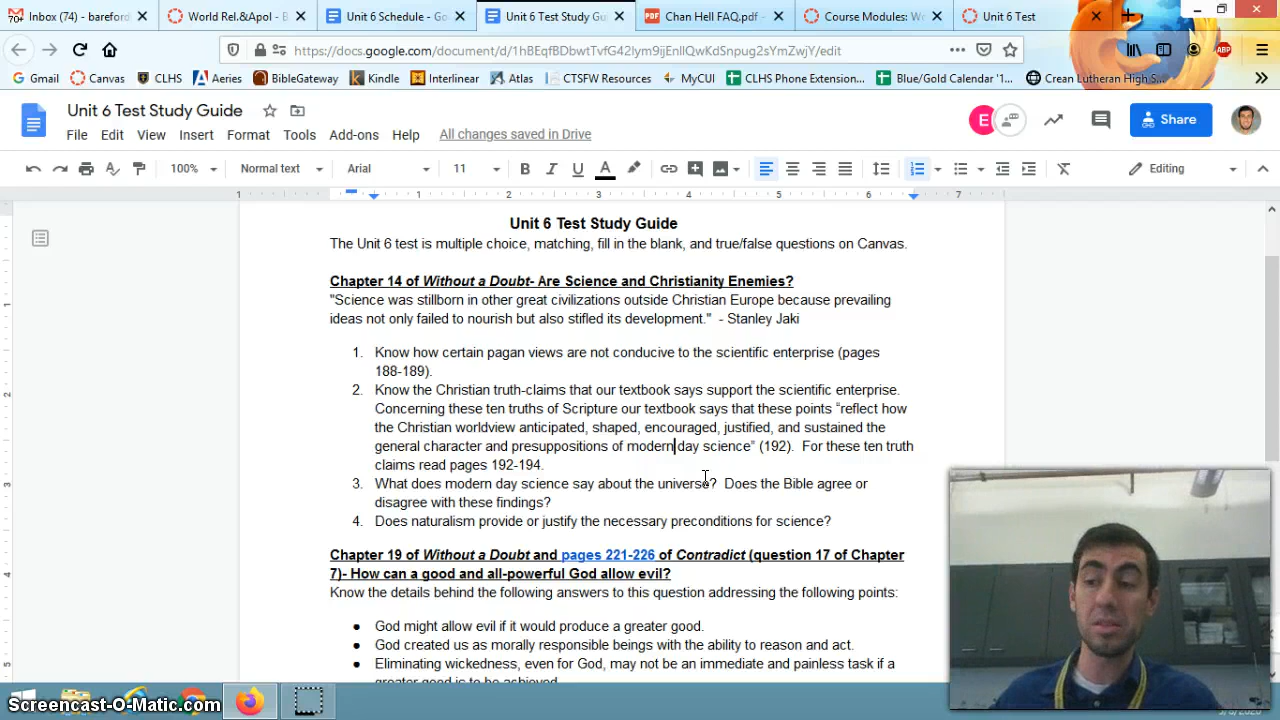 Inbox (74) - bareford
World Rel.&Apol - B
Unit 6 Schedule - Go
Unit 6 Test Study Gu
Chan Hell FAQ.pdf -
Course Modules: W
Unit 6 Test
https://docs.google.com/document/d/
/edit
Gmail Canvas CLHS Aeries BibleGateway Kindle Interlinear Atlas CTSFW Resources MyCUI CLHS Phone Extension... Blue/Gold Calendar '1... Crean Lutheran High S...
Unit 6 Test Study Guide
File Edit View Insert Format Tools Add-ons Help All changes saved in Drive
E
Share
100% Normal text Arial B I U A Editing
1 1 2 3 4 5 6 7
Unit 6 Test Study Guide
The Unit 6 test is multiple choice, matching, fill in the blank, and true/false questions on Canvas.
Chapter 14 of Without a Doubt- Are Science and Christianity Enemies?
"Science was stillborn in other great civilizations outside Christian Europe because prevailing
ideas not only failed to nourish but also stifled its development." - Stanley Jaki
1. Know how certain pagan views are not conducive to the scientific enterprise (pages
188-189).
2. Know the Christian truth-claims that our textbook says support the scientific enterprise.
Concerning these ten truths of Scripture our textbook says that these points “reflect how
the Christian worldview anticipated, shaped, encouraged, justified, and sustained the
general character and presuppositions of modern day science” (192). For these ten truth
claims read pages 192-194.
3. What does modern day science say about the universe? Does the Bible agree or
disagree with these findings?
4. Does naturalism provide or justify the necessary preconditions for science?
Chapter 19 of Without a Doubt and pages 221-226 of Contradict (question 17 of Chapter
7)- How can a good and all-powerful God allow evil?
Know the details behind the following answers to this question addressing the following points:
● God might allow evil if it would produce a greater good.
● God created us as morally responsible beings with the ability to reason and act.
● Eliminating wickedness, even for God, may not be an immediate and painless task if a
greater good is to be achieved.
Screencast-O-Matic.com